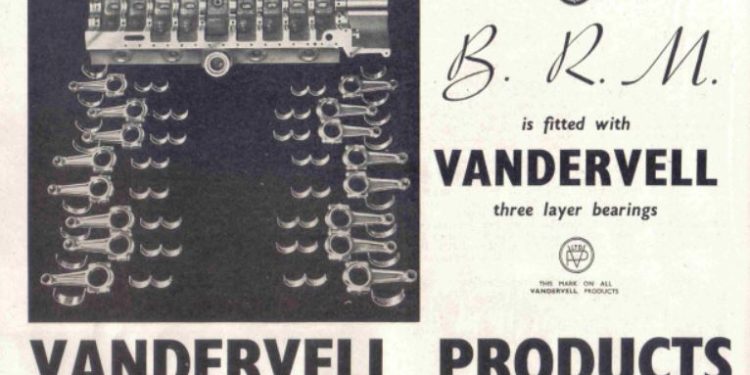 B. R. M.
is fitted with
VANDERVELL
three layer bearings
THIS MARK ON ALL
VANDERVELL PRODUCTS
VANDERVELL PRODUCTS